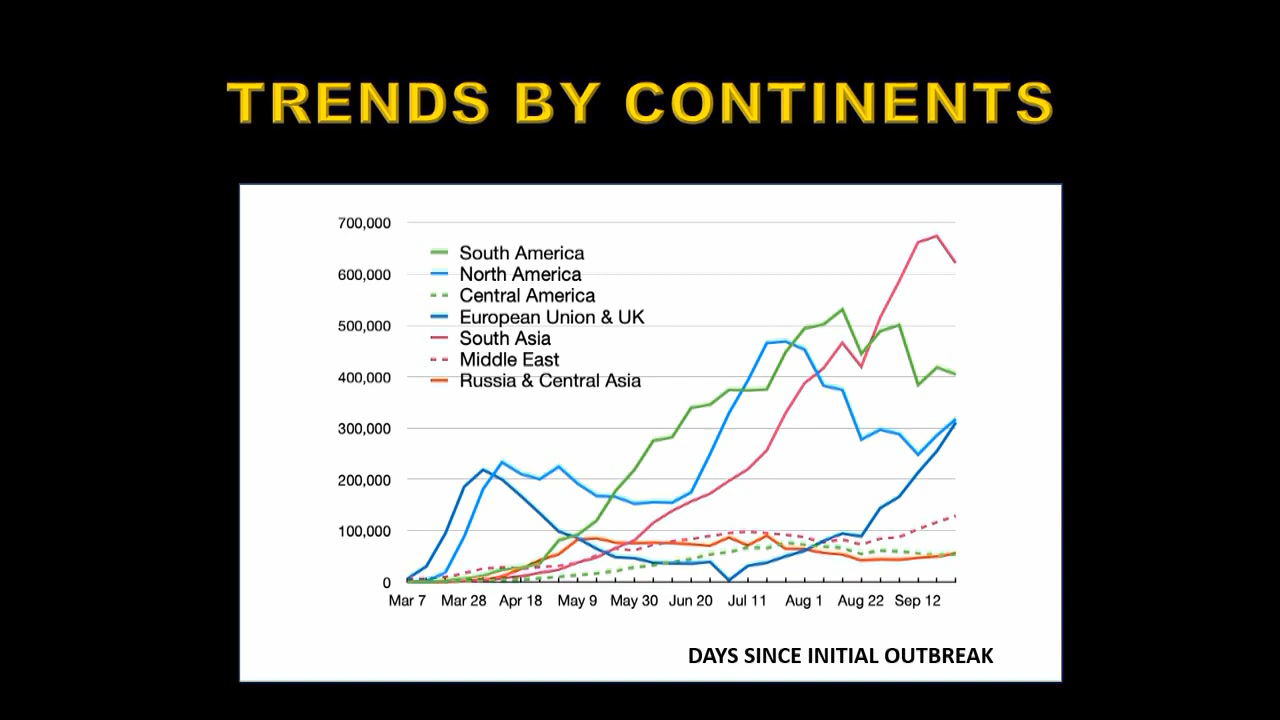 TRENDS BY CONTINENTS
700,000
600,000
500,000
400,000
300,000
200,000
100,000
0
South America
North America
Central America
European Union & UK
South Asia
Middle East
Russia & Central Asia
Mar 7 Mar 28 Apr 18 May 9 May 30 Jun 20 Jul 11 Aug 1 Aug 22 Sep 12
DAYS SINCE INITIAL OUTBREAK